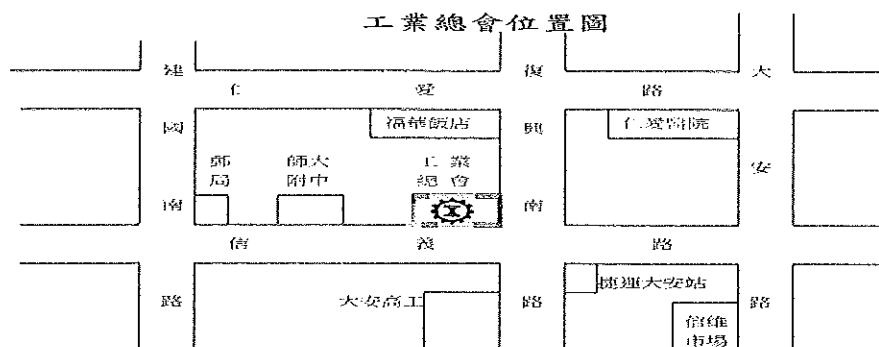 工業總會位置圖
建 復 大
仁 愛 路
福華飯店 仁愛醫院
國 興
郵局 師大附中 工業總會
安
南 南
信 義 路
捷運大安站
路 大安高工 路 路
信維市場